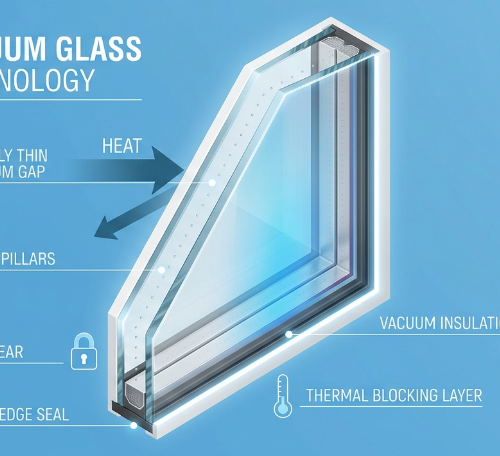 UUM GLASS
NOLOGY
LY THIN
UM GAP
HEAT
PILLARS
VACUUM INSULATI
EAR
THERMAL BLOCKING LAYER
EDGE SEAL